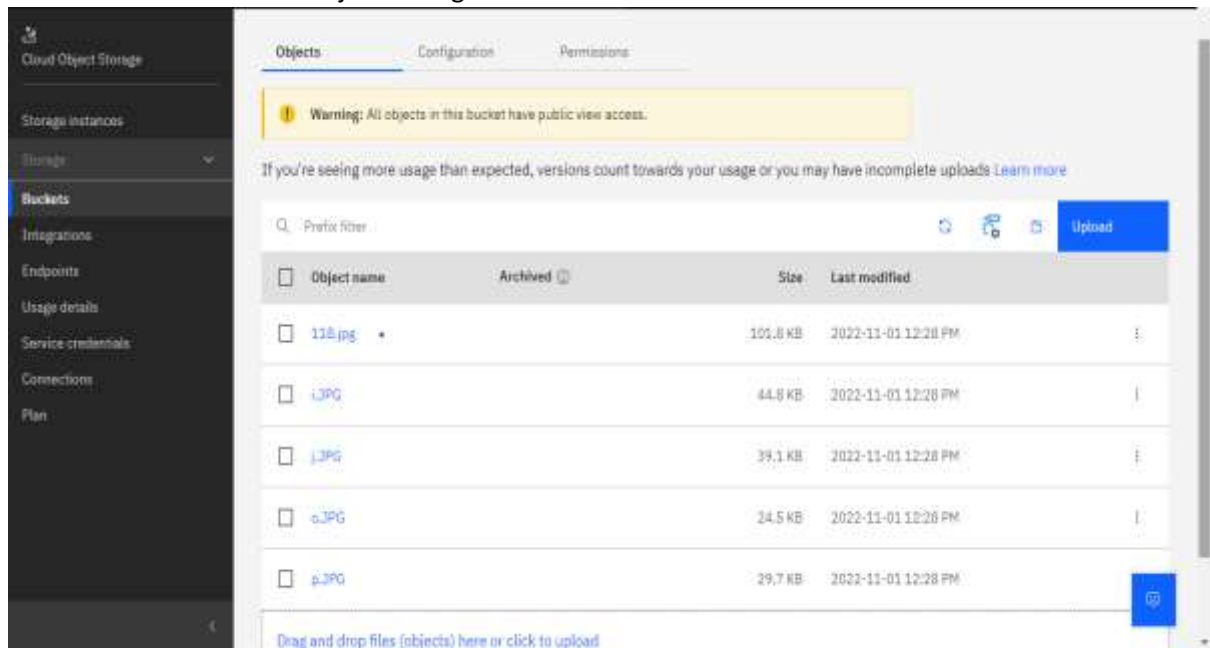 Cloud Object Storage
Storage instances
Storage
Buckets
Integrations
Endpoints
Usage details
Service credentials
Connections
Plan
Objects Configuration Permissions
Warning: All objects in this bucket have public view access.
If you're seeing more usage than expected, versions count towards your usage or you may have incomplete uploads Learn more
Prefix filter Upload
Object name Archived Size Last modified
118.jpg 101.8 KB 2022-11-01 12:28 PM
i.JPG 44.8 KB 2022-11-01 12:28 PM
j.JPG 39.1 KB 2022-11-01 12:28 PM
o.JPG 24.5 KB 2022-11-01 12:28 PM
p.JPG 29.7 KB 2022-11-01 12:28 PM
Drag and drop files (objects) here or click to upload